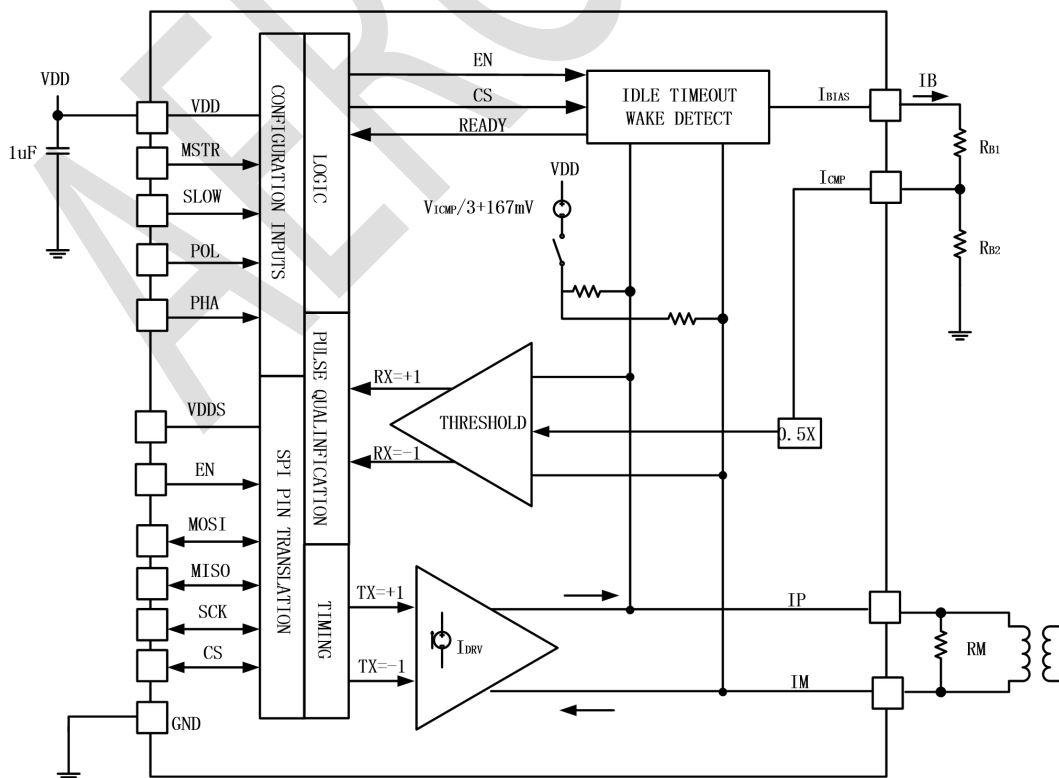 VDD
1uF
VDD
MSTR
SLOW
POL
PHA
VDDS
EN
MOSI
MISO
SCK
CS
GND
CONFIGURATION INPUTS
LOGIC
SPI PIN TRANSLATION
PULSE QUALINFICATION
TIMING
EN
CS
READY
IDLE TIMEOUT
WAKE DETECT
IBIAS
IB
RB1
ICMP
RB2
VDD
VICMP/3+167mV
RX=+1
RX=-1
THRESHOLD
0.5X
TX=+1
TX=-1
IDRV
IP
IM
RM